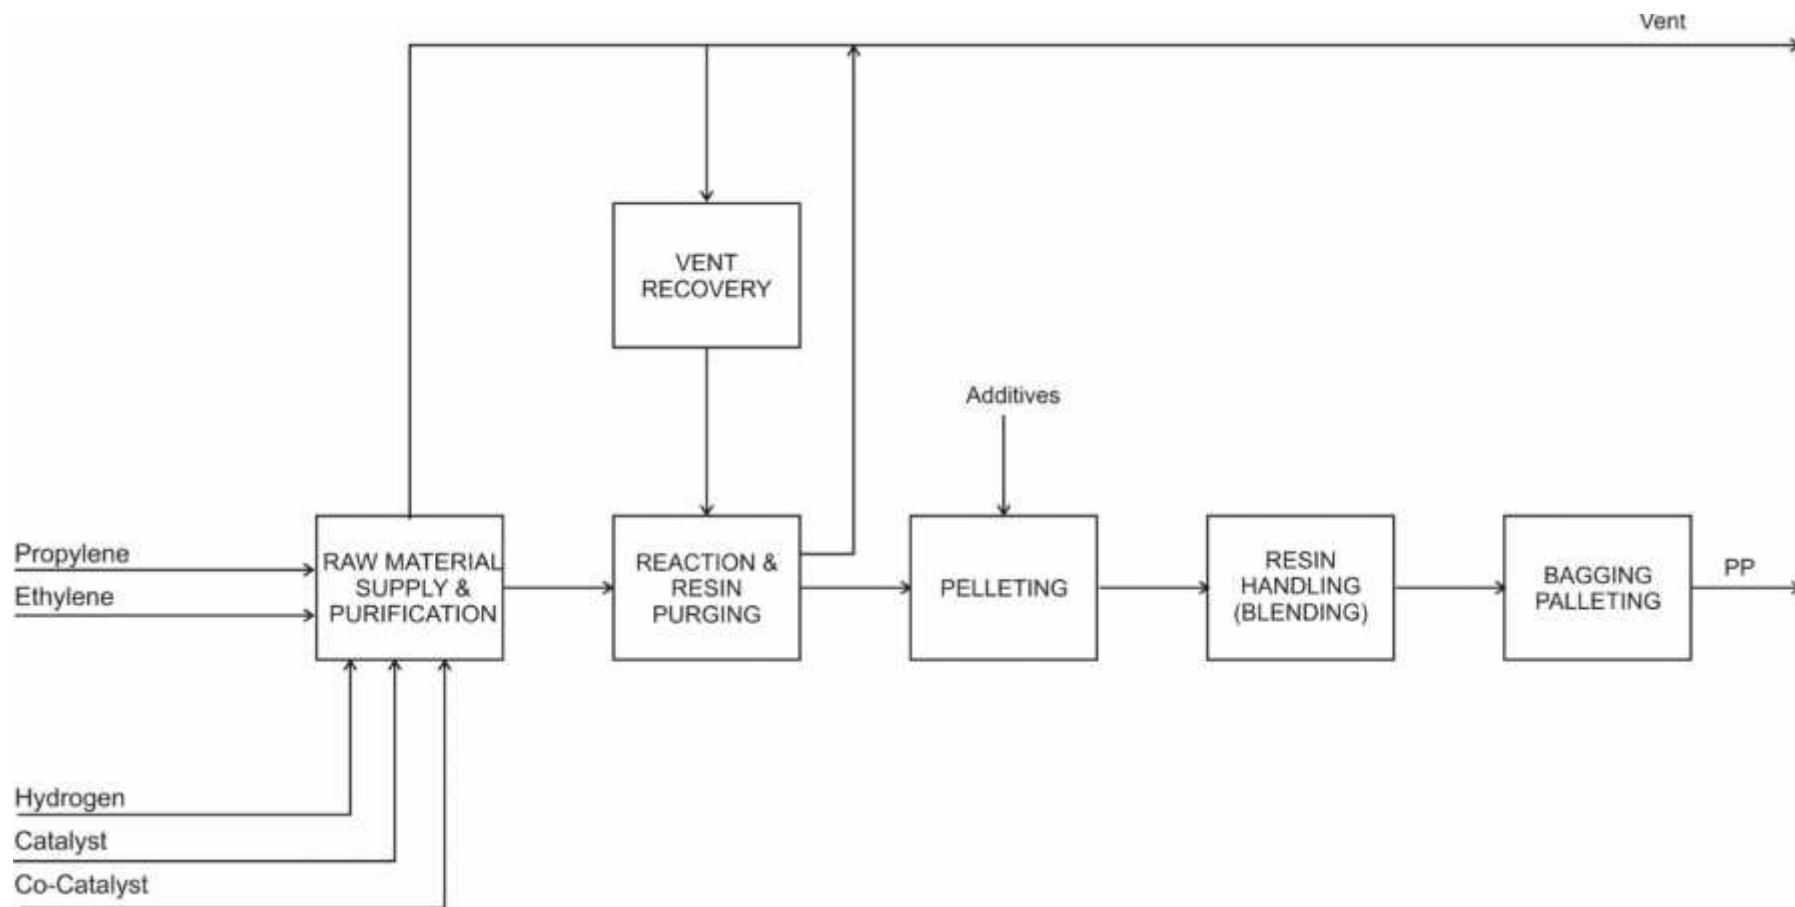 Vent
VENT
RECOVERY
Additives
Propylene
Ethylene
RAW MATERIAL
SUPPLY &
PURIFICATION
REACTION &
RESIN
PURGING
PELLETING
RESIN
HANDLING
(BLENDING)
BAGGING
PALLETING
PP
Hydrogen
Catalyst
Co-Catalyst